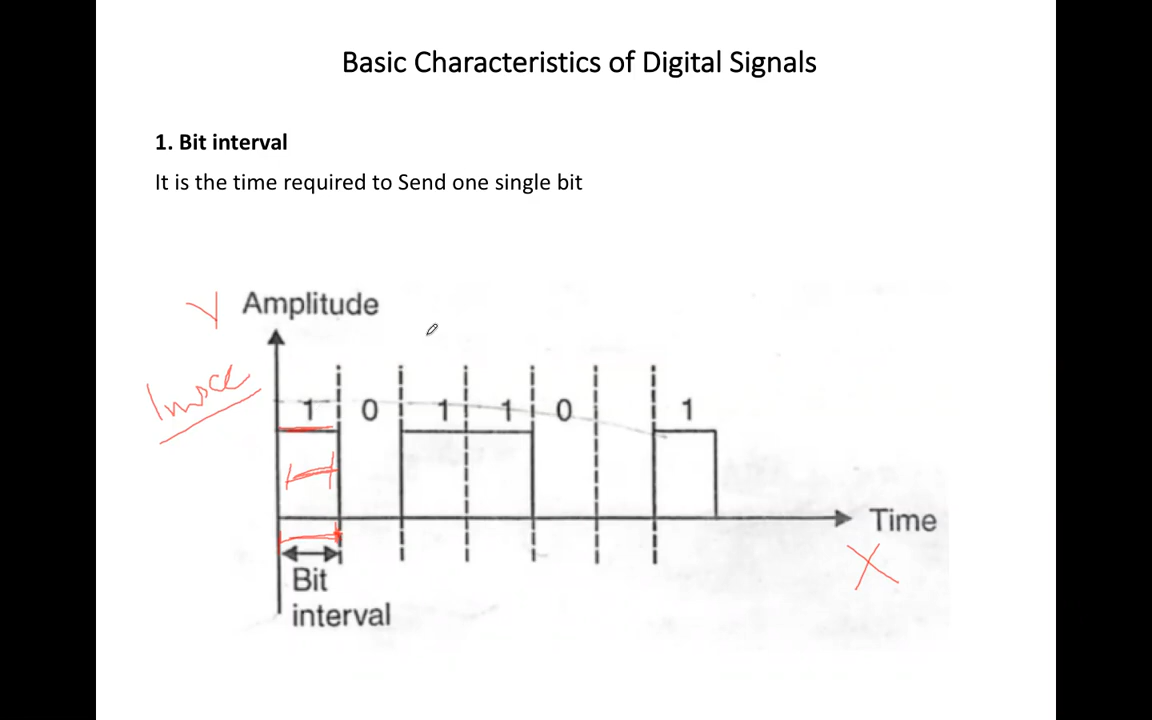 Basic Characteristics of Digital Signals
1. Bit interval
It is the time required to Send one single bit
Y Amplitude
1 0 1 1 0 1
Time
X
Bit
interval